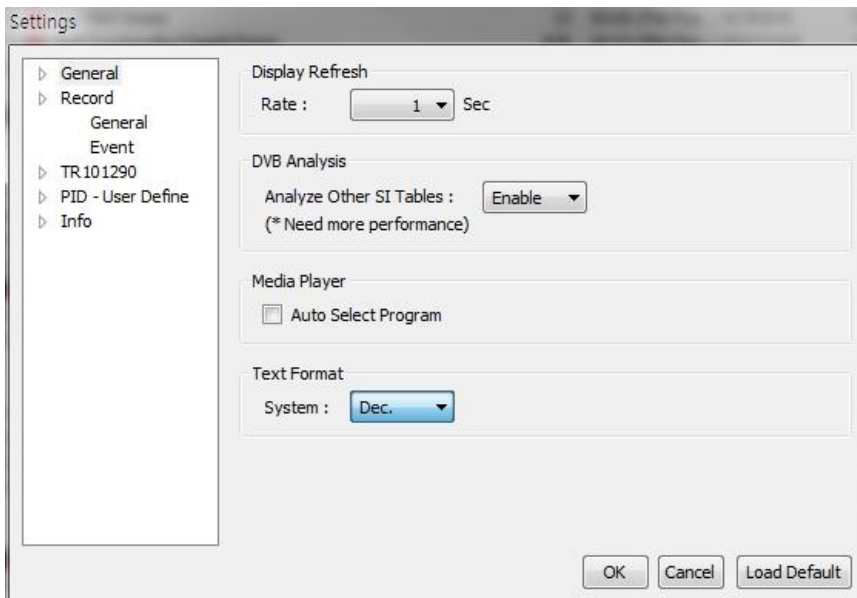 Settings
General
Record
General
Event
TR101290
PID - User Define
Info
Display Refresh
Rate : 1 Sec
DVB Analysis
Analyze Other SI Tables : Enable
(* Need more performance)
Media Player
Auto Select Program
Text Format
System : Dec.
OK Cancel Load Default